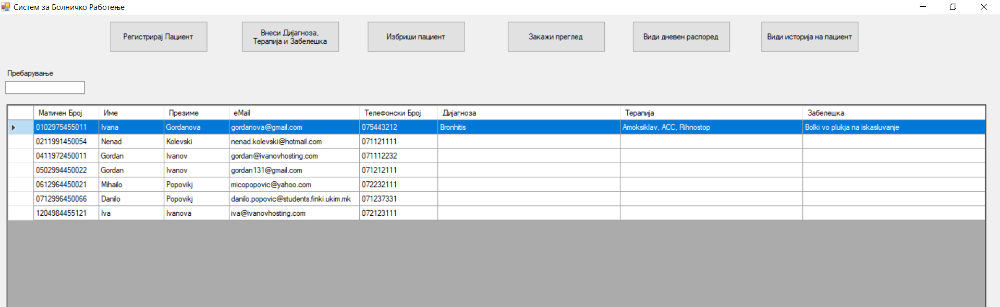 Систем за Болничко Работење
Регистрирај Пациент
Внеси Дијагноза,
Терапија и Забелешка
Избриши пациент
Закажи преглед
Види дневен распоред
Види историја на пациент
Пребарување
Матичен Број Име Презиме eMail Телефонски Број Дијагноза Терапија Забелешка
0102975455011 Ivana Gordanova gordanova@gmail.com 075443212 Bronhitis Amoksiklav, ACC, Rihnostop Bolki vo plukja na iskasluvanje
0211991450054 Nenad Kolevski nenad.kolevski@hotmail.com 071121111
0411972450011 Gordan Ivanov gordan@ivanovhosting.com 071112232
0502994450022 Gordan Ivanov gordan131@gmail.com 071212111
0612964450021 Mihailo Popovikj micopopovic@yahoo.com 072232111
0712996450066 Danilo Popovikj danilo.popovic@students.finki.ukim.mk 071237331
1204984455121 Iva Ivanova iva@ivanovhosting.com 072123111